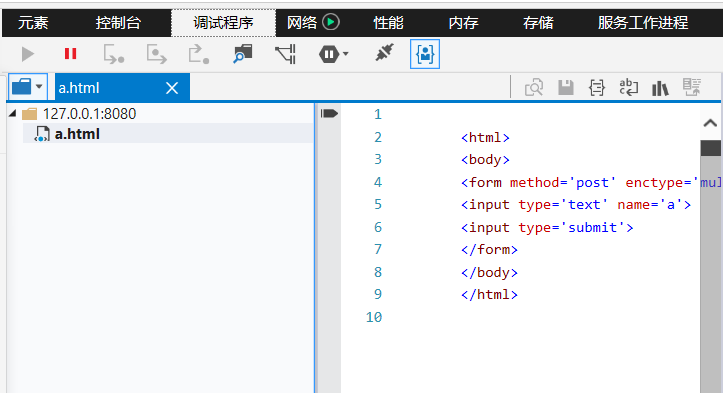 元素 控制台 调试程序 网络 性能 内存 存储 服务工作进程
a.html
127.0.0.1:8080
a.html
1
2 <html>
3 <body>
4 <form method='post' enctype='mul
5 <input type='text' name='a'>
6 <input type='submit'>
7 </form>
8 </body>
9 </html>
10